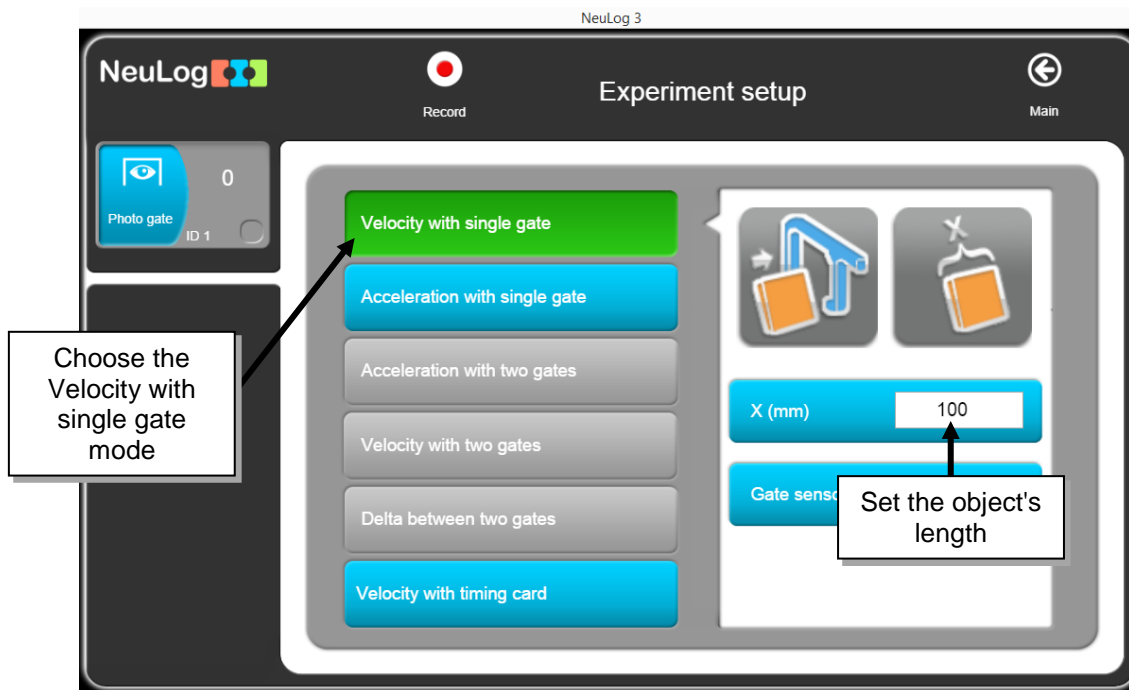 NeuLog 3
NeuLog
Record
Experiment setup
Main
Photo gate
0
ID 1
Velocity with single gate
Acceleration with single gate
Acceleration with two gates
Velocity with two gates
Delta between two gates
Velocity with timing card
X
X (mm)
100
Gate senso
Choose the
Velocity with
single gate
mode
Set the object's
length